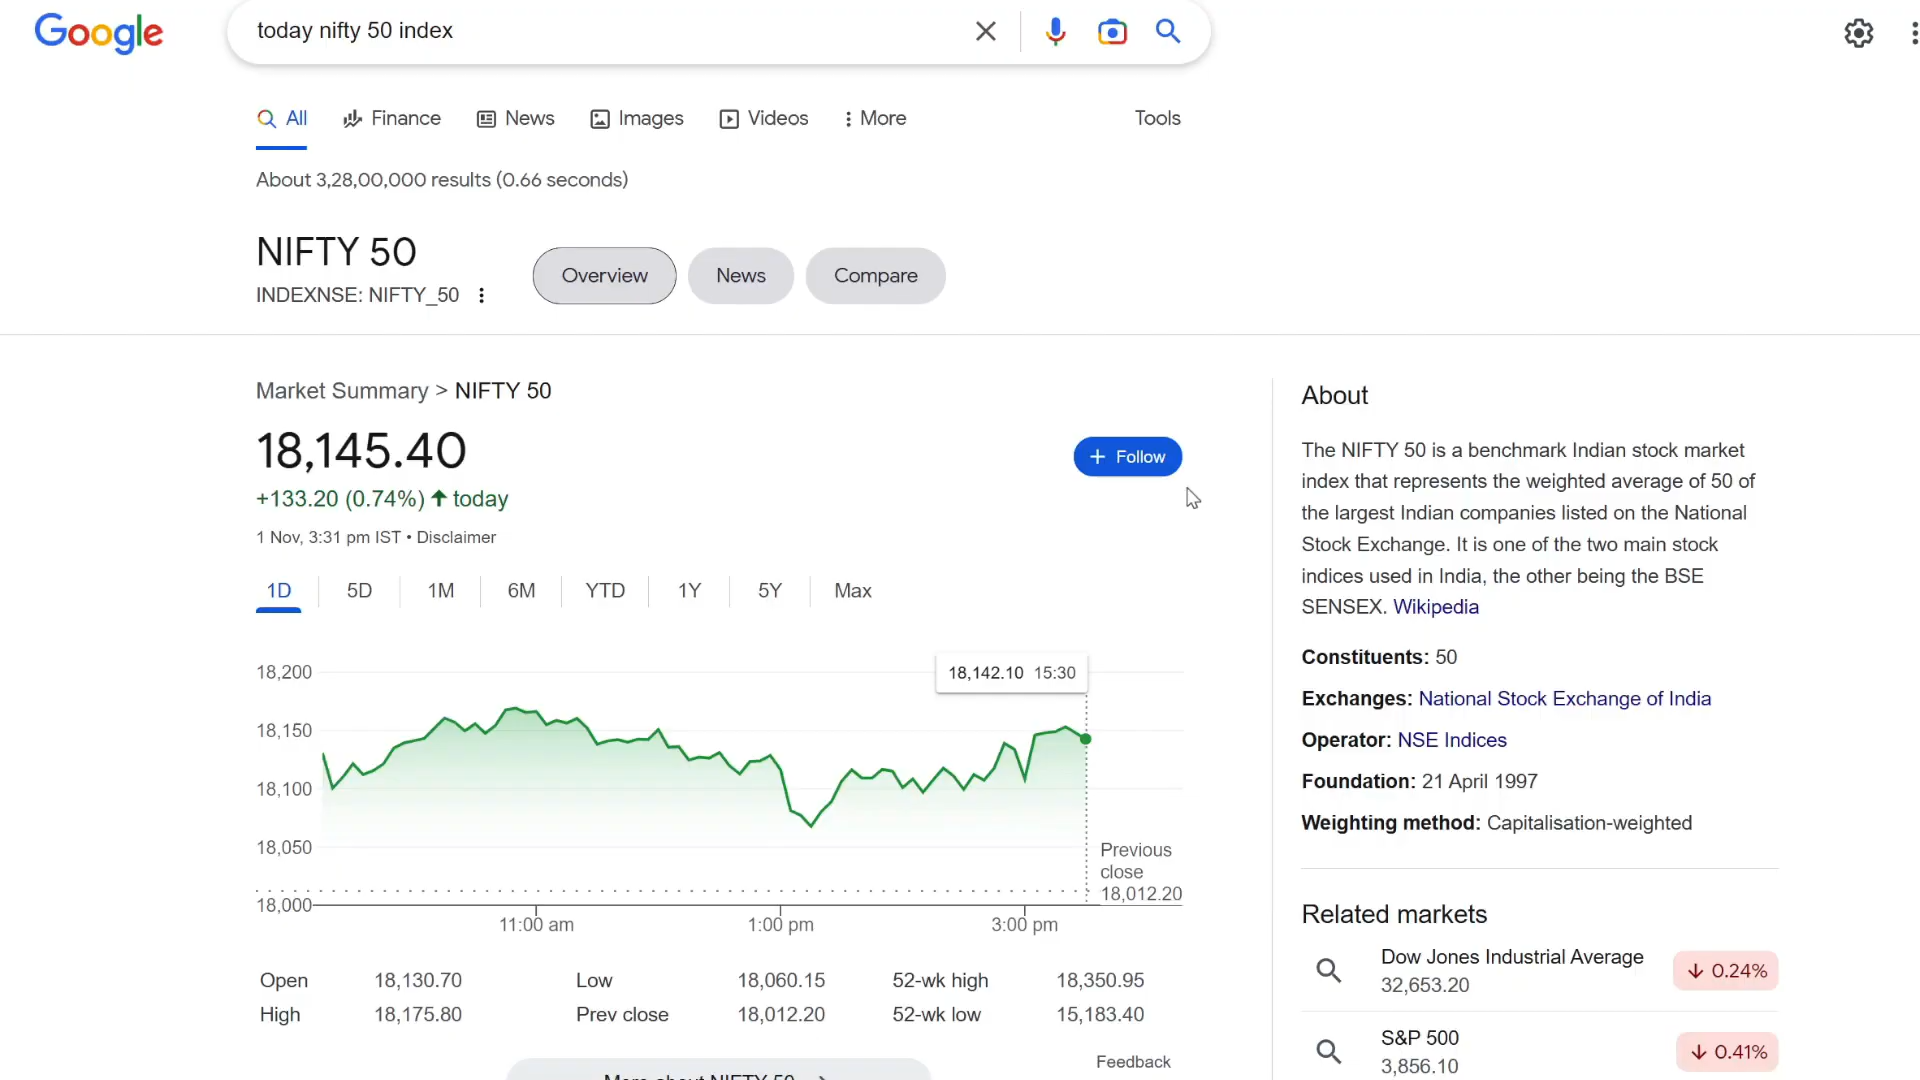 Google
today nifty 50 index
All
Finance
News
Images
Videos
More
Tools
About 3,28,00,000 results (0.66 seconds)
NIFTY 50
INDEXNSE: NIFTY_50
Overview
News
Compare
Market Summary > NIFTY 50
18,145.40
+ Follow
+133.20 (0.74%) ↑ today
1 Nov, 3:31 pm IST • Disclaimer
1D
5D
1M
6M
YTD
1Y
5Y
Max
18,142.10 15:30
18,200
18,150
18,100
18,050
18,000
Previous
close
18,012.20
11:00 am
1:00 pm
3:00 pm
Open 18,130.70 Low 18,060.15 52-wk high 18,350.95
High 18,175.80 Prev close 18,012.20 52-wk low 15,183.40
Feedback
More about NIFTY 50
About
The NIFTY 50 is a benchmark Indian stock market
index that represents the weighted average of 50 of
the largest Indian companies listed on the National
Stock Exchange. It is one of the two main stock
indices used in India, the other being the BSE
SENSEX. Wikipedia
Constituents: 50
Exchanges: National Stock Exchange of India
Operator: NSE Indices
Foundation: 21 April 1997
Weighting method: Capitalisation-weighted
Related markets
Dow Jones Industrial Average
32,653.20
↓ 0.24%
S&P 500
3,856.10
↓ 0.41%